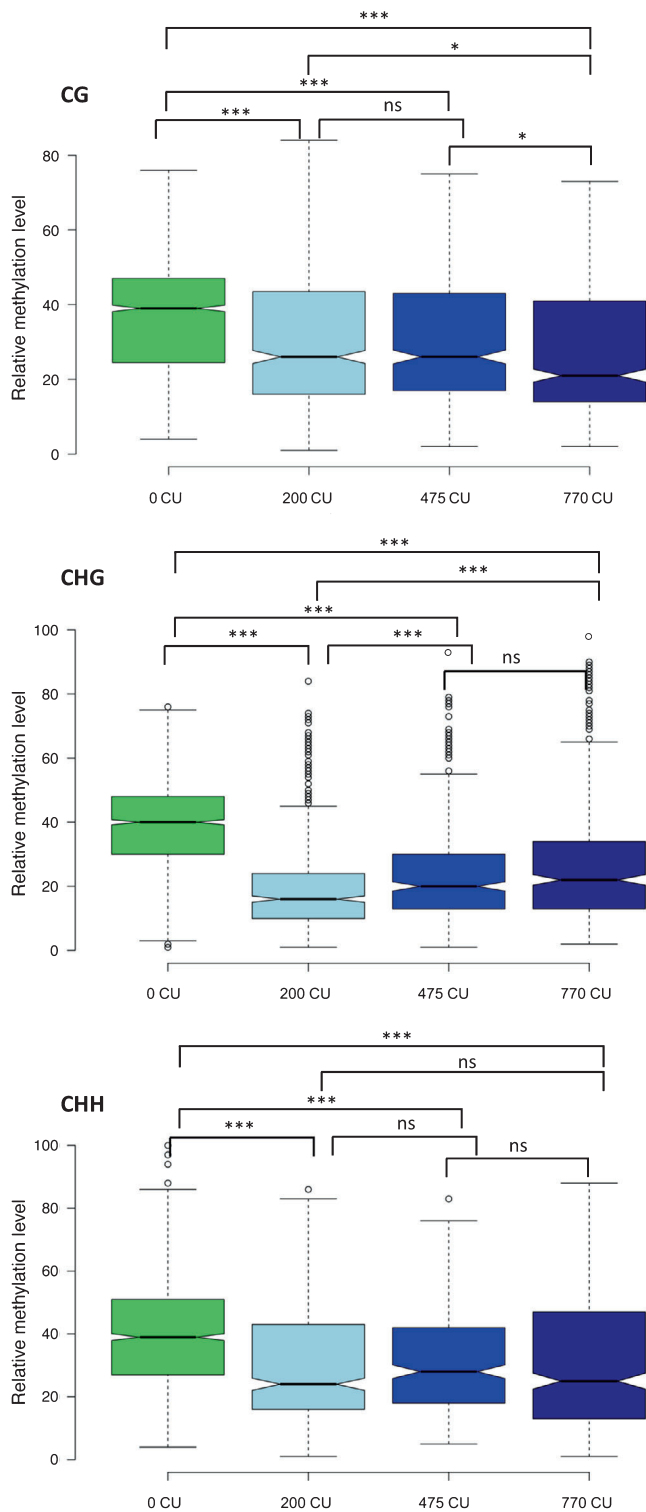 ***
*
CG
***
ns
***
*
80
60
40
20
0
Relative methylation level
0 CU
200 CU
475 CU
770 CU
***
CHG
***
***
***
***
ns
100
80
60
40
20
0
Relative methylation level
0 CU
200 CU
475 CU
770 CU
***
ns
CHH
***
***
ns
ns
100
80
60
40
20
0
Relative methylation level
0 CU
200 CU
475 CU
770 CU